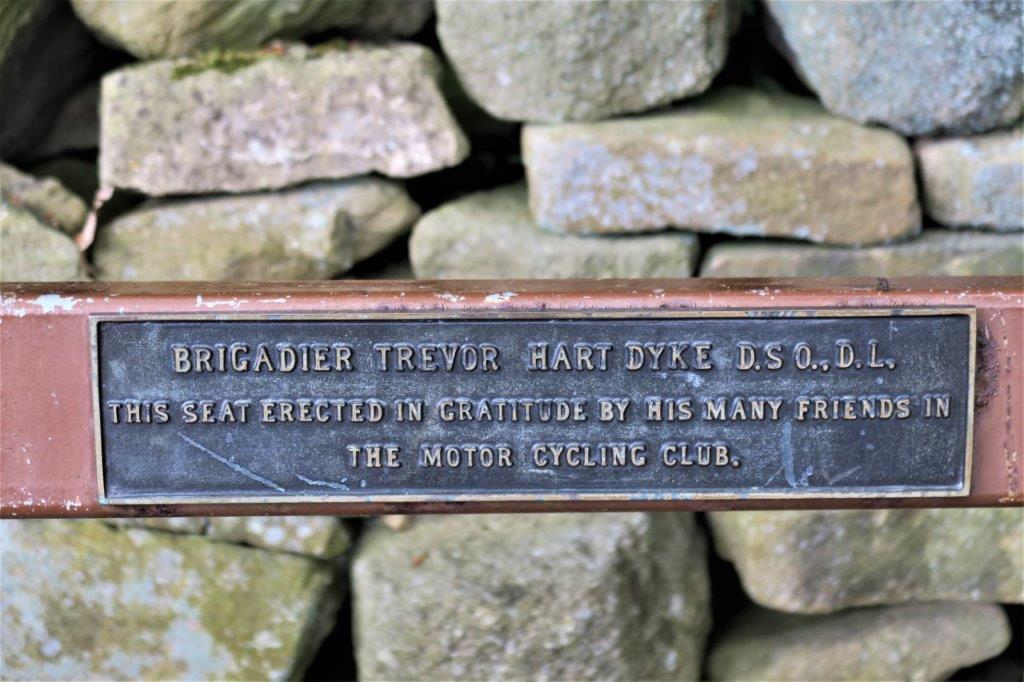 BRIGADIER TREVOR HART DYKE D.S O., D.L.
THIS SEAT ERECTED IN GRATITUDE BY HIS MANY FRIENDS IN
THE MOTOR CYCLING CLUB.